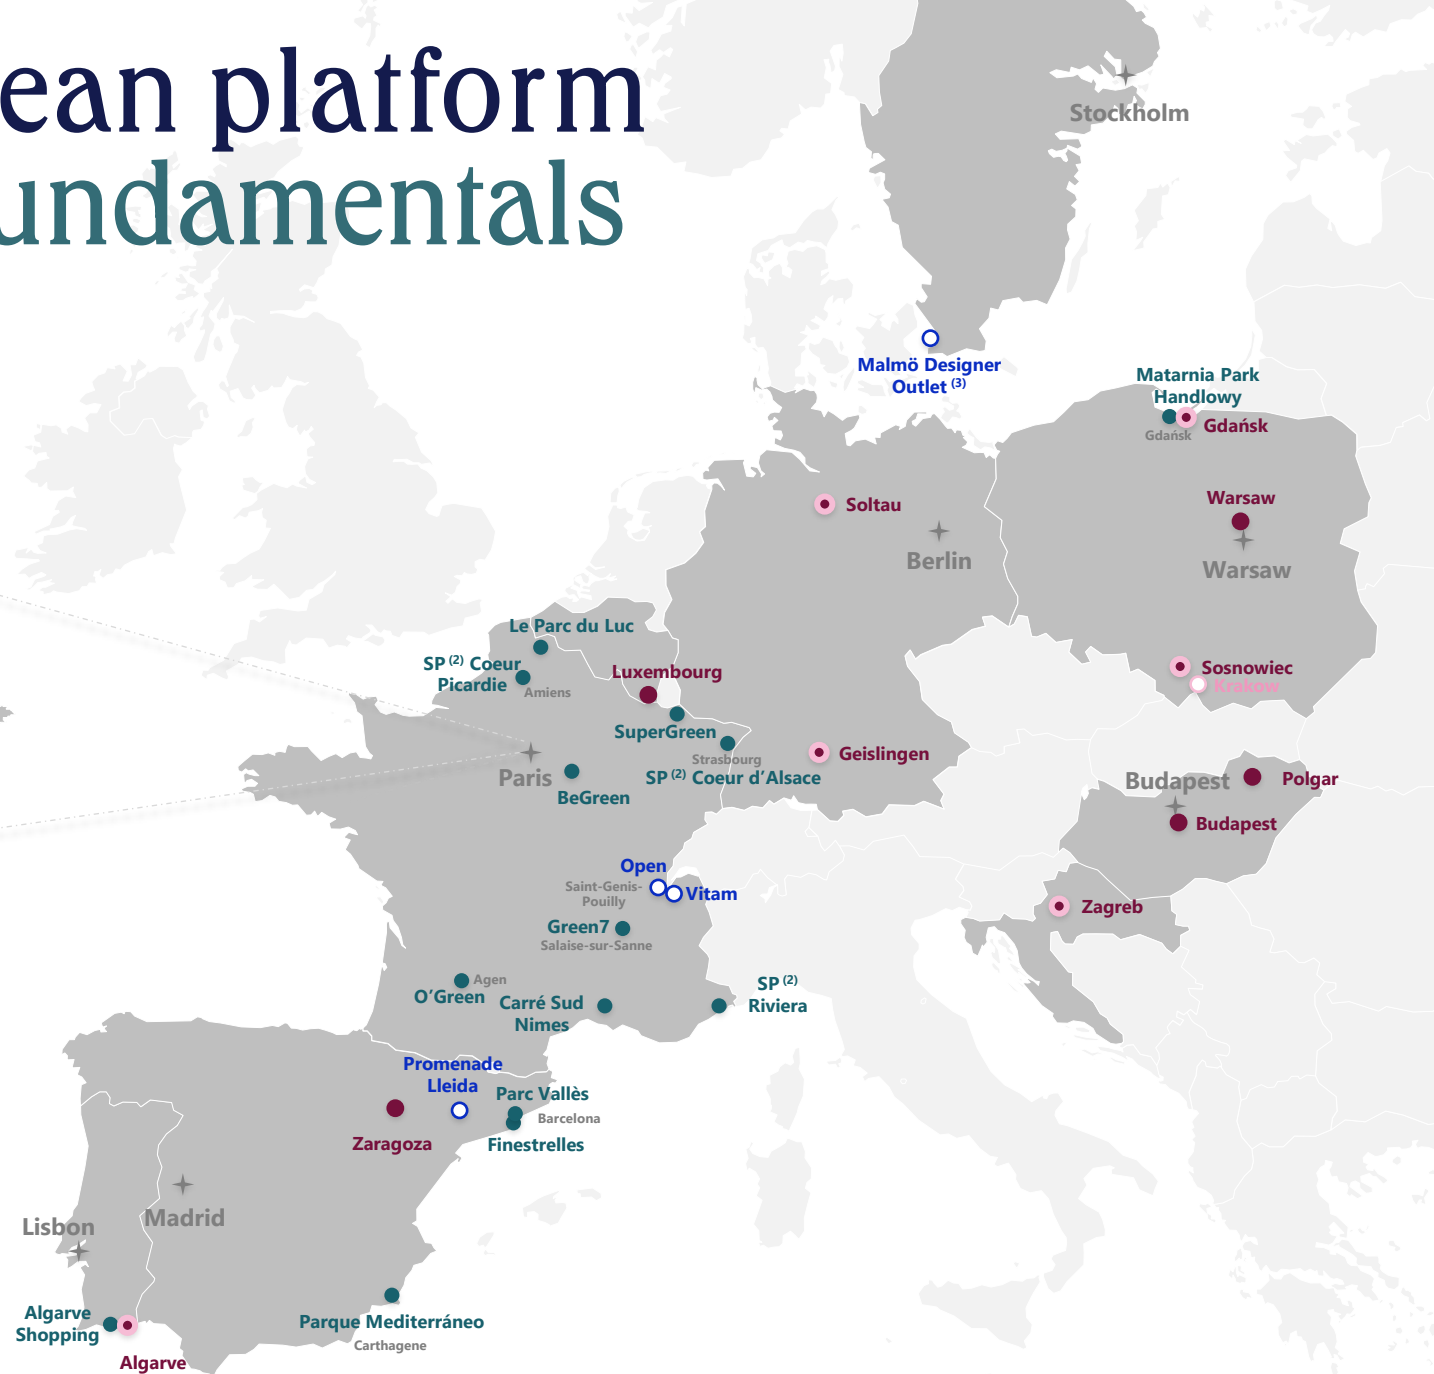 ean platform
undamentals
Stockholm
Malmö Designer
Outlet (3)
Matarnia Park
Handlowy
Gdańsk
Gdańsk
Warsaw
Warsaw
Soltau
Berlin
Le Parc du Luc
SP (2) Coeur
Picardie
Amiens
Luxembourg
Sosnowiec
Krakow
SuperGreen
Strasbourg
SP (2) Coeur d’Alsace
Geislingen
Paris
BeGreen
Budapest
Polgar
Budapest
Open
Saint-Genis-
Pouilly
Vitam
Zagreb
Green7
Salaise-sur-Sanne
Agen
O’Green
Carré Sud
Nimes
SP (2)
Riviera
Promenade
Lleida
Parc Vallès
Barcelona
Finestrelles
Zaragoza
Madrid
Lisbon
Algarve
Shopping
Algarve
Parque Mediterráneo
Carthagene